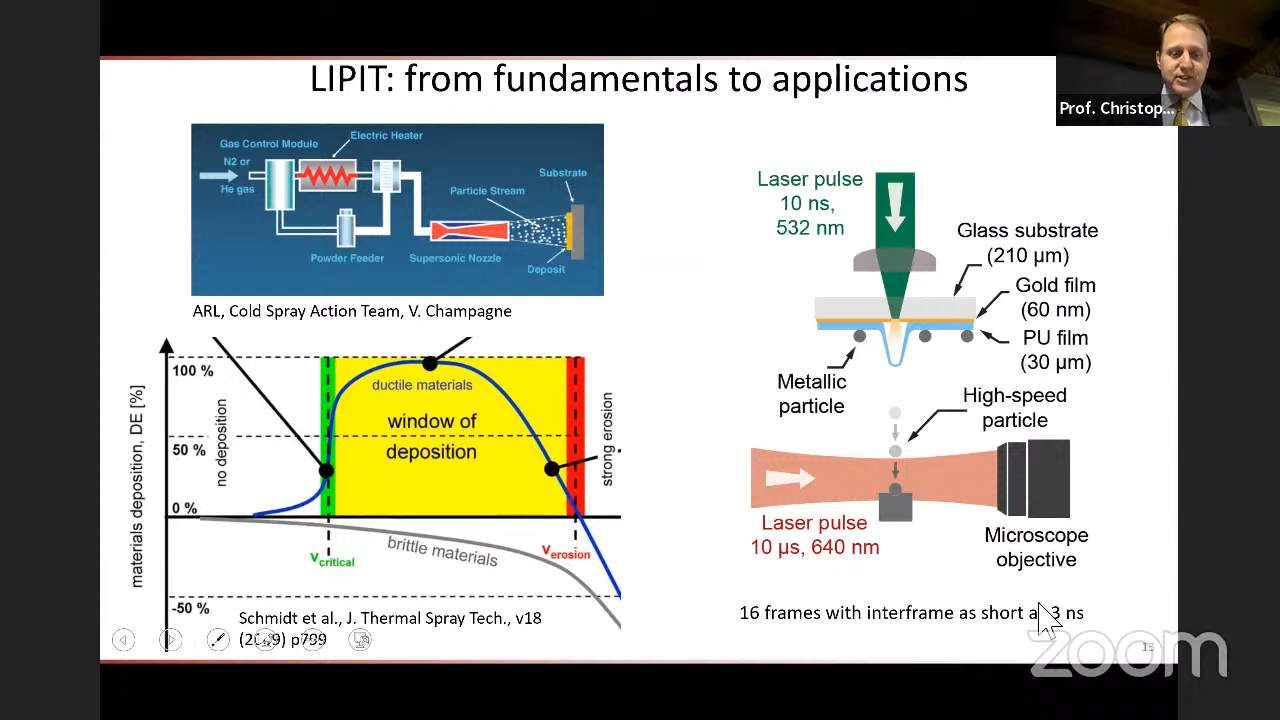 LIPIT: from fundamentals to applications
Prof. Christop...
Gas Control Module
Electric Heater
N2 or
He gas
Particle Stream
Substrate
Powder Feeder
Supersonic Nozzle
Deposit
ARL, Cold Spray Action Team, V. Champagne
materials deposition, DE [%]
100 %
50 %
0 %
-50 %
no deposition
ductile materials
window of
deposition
strong erosion
brittle materials
vcritical
verosion
Schmidt et al., J. Thermal Spray Tech., v18
p799
Laser pulse
10 ns,
532 nm
Glass substrate
(210 µm)
Gold film
(60 nm)
PU film
(30 µm)
Metallic
particle
High-speed
particle
Laser pulse
10 µs, 640 nm
Microscope
objective
16 frames with interframe as short as 3 ns
13
zoom